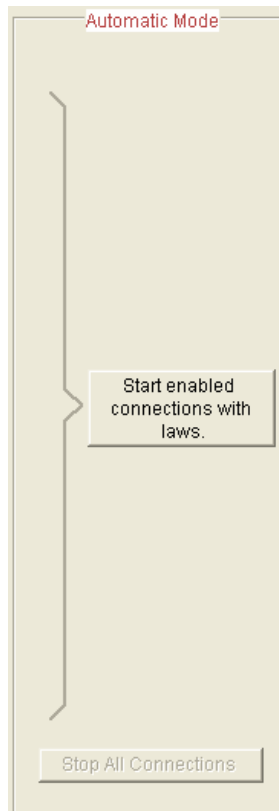 Automatic Mode
Start enabled
connections with
laws.
Stop All Connections